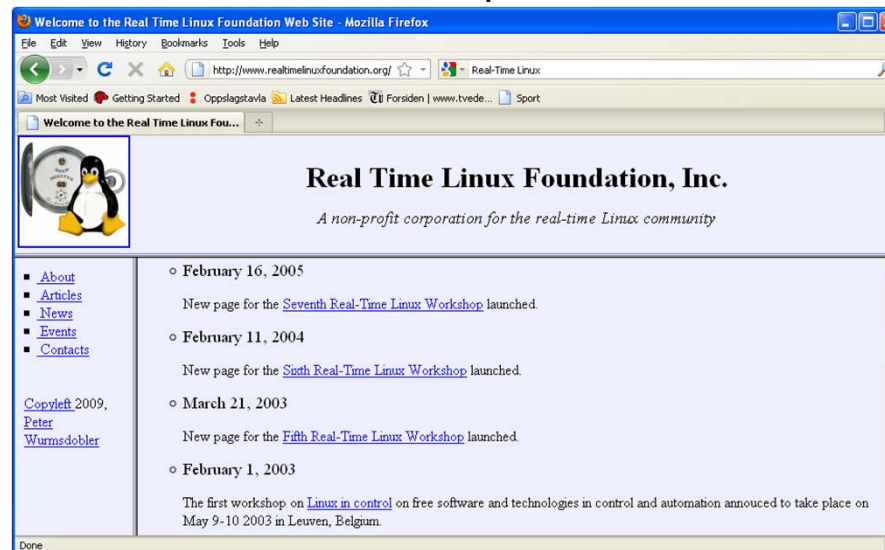 Welcome to the Real Time Linux Foundation Web Site - Mozilla Firefox
File Edit View History Bookmarks Tools Help
http://www.realtimelinuxfoundation.org/ Real-Time Linux
Most Visited Getting Started Oppslagstavla Latest Headlines Forsiden | www.tvede... Sport
Welcome to the Real Time Linux Fou...
Real Time Linux Foundation, Inc.
A non-profit corporation for the real-time Linux community
About
Articles
News
Events
Contacts
Copyleft 2009,
Peter
Wurmsdobler
February 16, 2005
New page for the Seventh Real-Time Linux Workshop launched.
February 11, 2004
New page for the Sixth Real-Time Linux Workshop launched.
March 21, 2003
New page for the Fifth Real-Time Linux Workshop launched.
February 1, 2003
The first workshop on Linux in control on free software and technologies in control and automation annouced to take place on
May 9-10 2003 in Leuven, Belgium.
Done